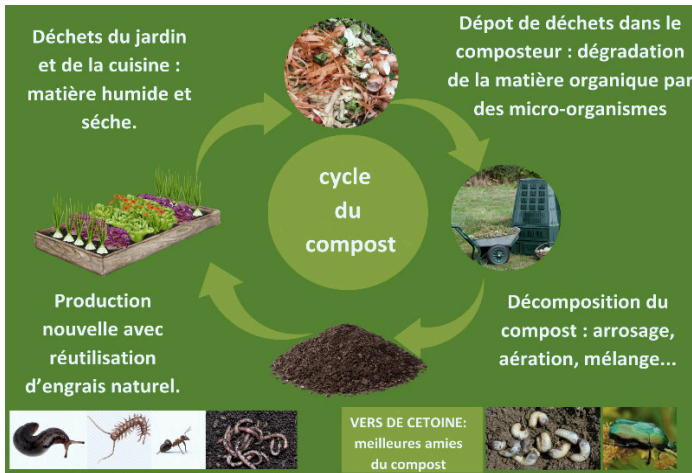 Déchets du jardin
et de la cuisine :
matière humide et
séche.
Dépot de déchets dans le
composteur : dégradation
de la matière organique par
des micro-organismes
cycle
du
compost
Production
nouvelle avec
réutilisation
d'engrais naturel.
Décomposition du
compost : arrosage,
aération, mélange...
VERS DE CETOINE:
meilleures amies
du compost